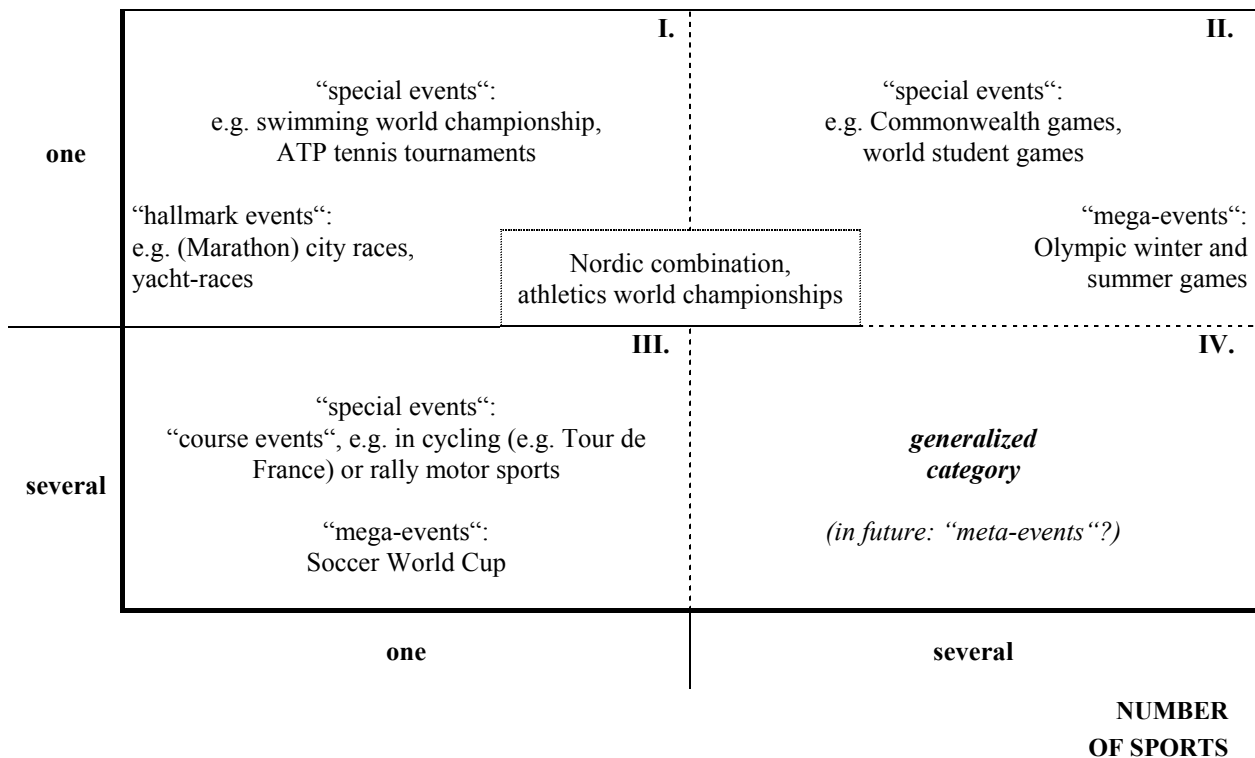 I.
“special events“:
e.g. swimming world championship,
ATP tennis tournaments
“hallmark events“:
e.g. (Marathon) city races,
yacht-races
II.
“special events“:
e.g. Commonwealth games,
world student games
“mega-events“:
Olympic winter and
summer games
one
Nordic combination,
athletics world championships
III.
“special events“:
“course events“, e.g. in cycling (e.g. Tour de
France) or rally motor sports
“mega-events“:
Soccer World Cup
IV.
generalized
category
(in future: “meta-events“?)
several
one
several
NUMBER
OF SPORTS